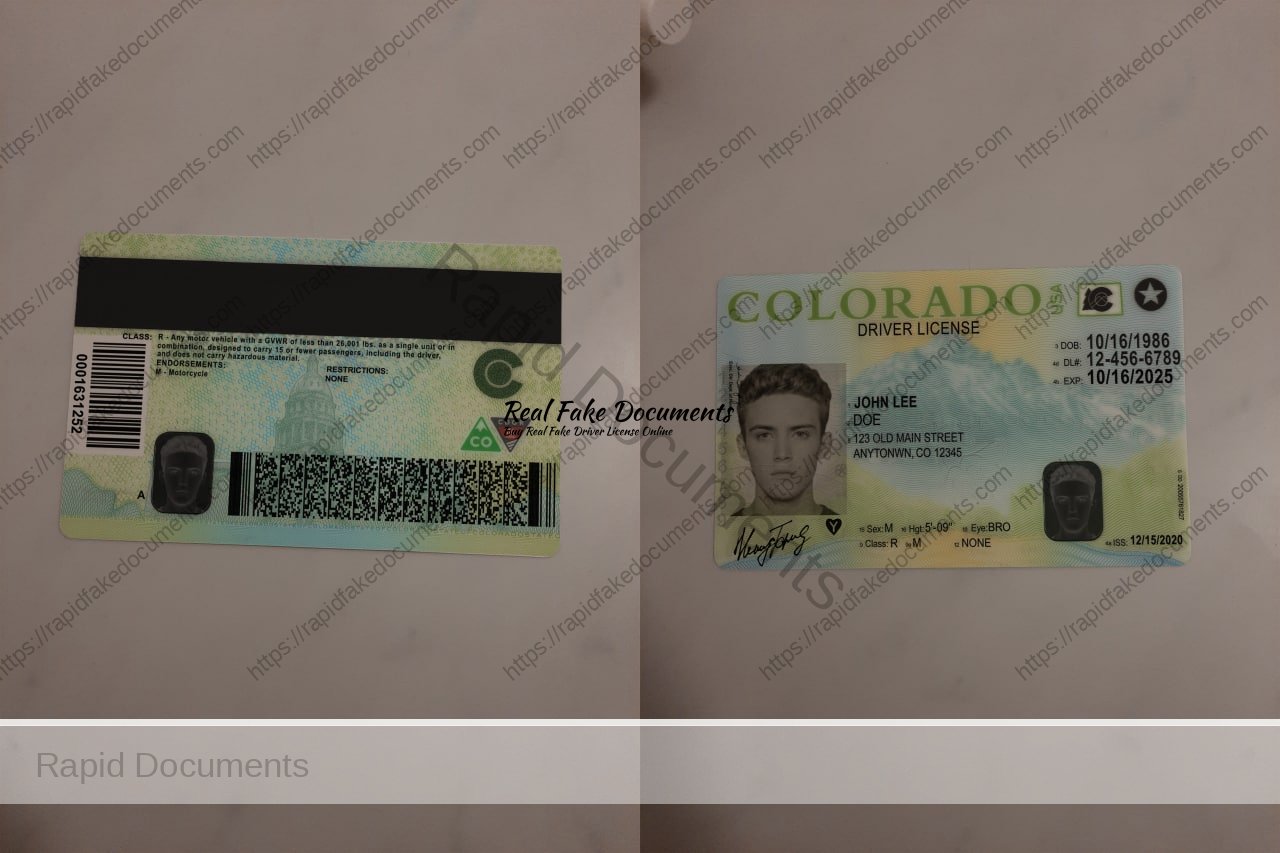 https://rapidfakedocuments.com
CLASS: R - Any motor vehicle with a GVWR of less than 26,001 lbs. as a single unit or in
combination, designed to carry 15 or fewer passengers, including the driver,
and does not carry hazardous material.
ENDORSEMENTS:
M - Motorcycle
RESTRICTIONS:
NONE
0001631252
CO
A
Real Fake Documents
Buy Real Fake Driver License Online
Rapid Documents
COLORADO
USA
DRIVER LICENSE
DOB: 10/16/1986
DL#: 12-456-6789
EXP: 10/16/2025
JOHN LEE
DOE
123 OLD MAIN STREET
ANYTONWN, CO 12345
Sex: M Hgt: 5'-09" Eye: BRO
Class: R M NONE
ISS: 12/15/2020
Rapid Documents